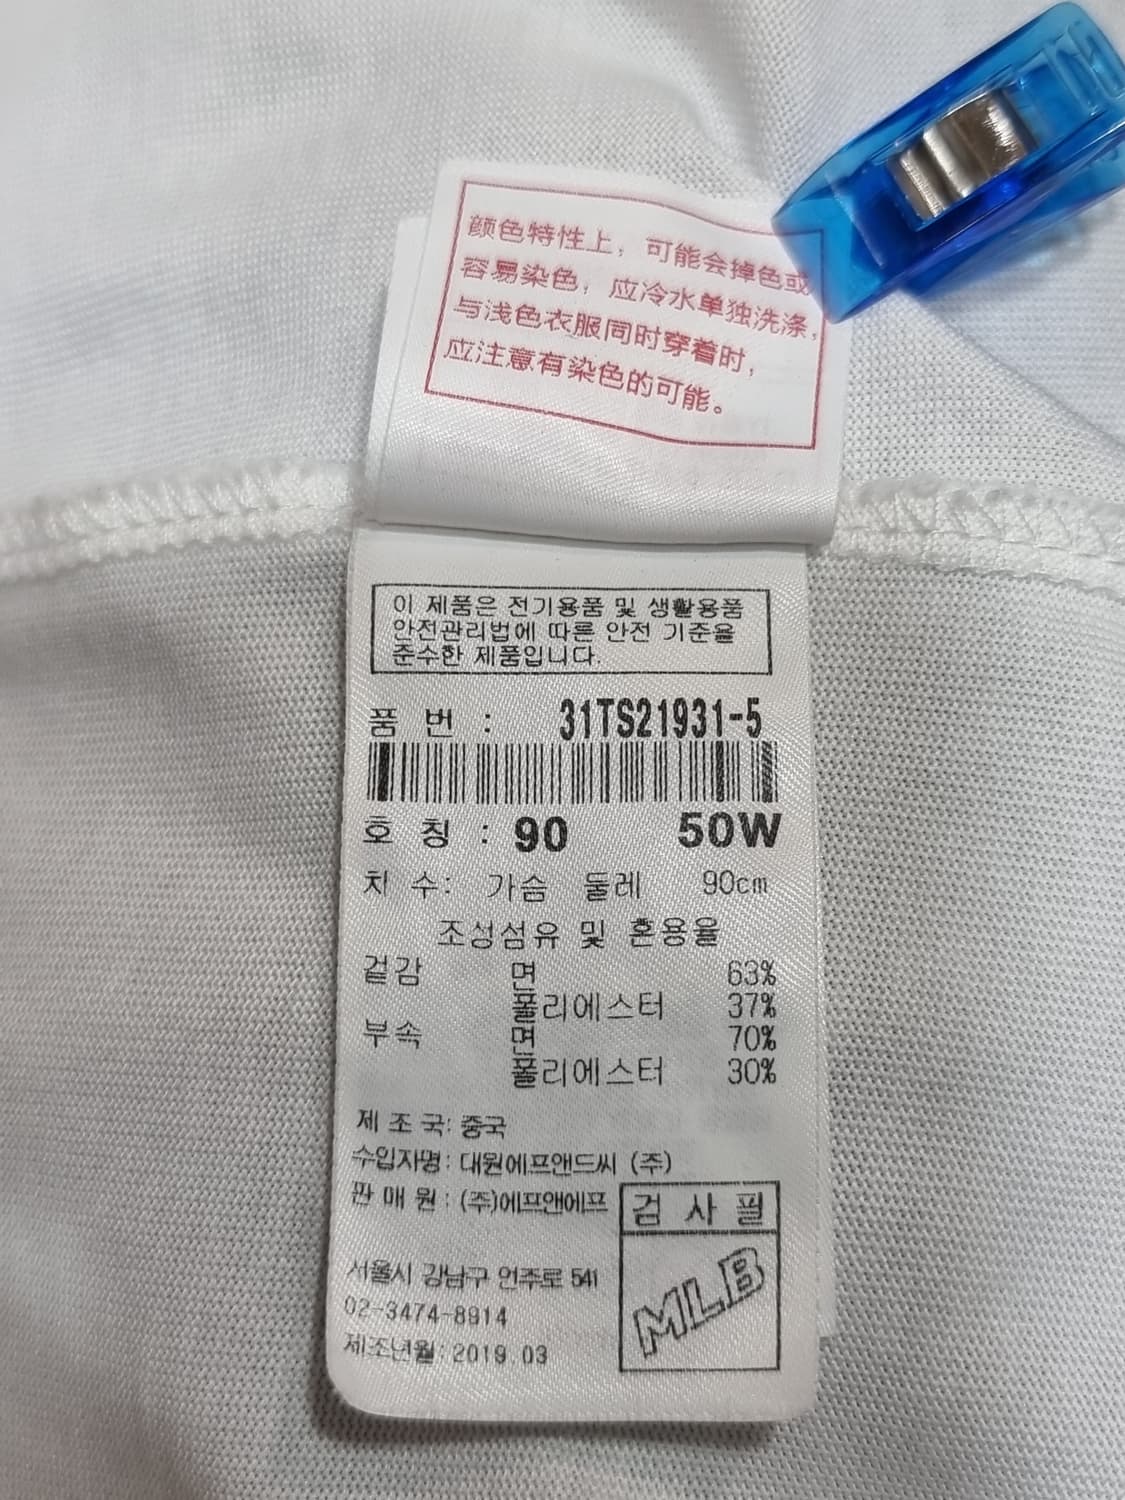 颜色特性上，可能会掉色或
容易染色，应冷水单独洗涤，
与浅色衣服同时穿着时，
应注意有染色的可能。
이 제품은 전기용품 및 생활용품
안전관리법에 따른 안전 기준을
준수한 제품입니다.
품 번 : 31TS21931-5
호 칭 : 90 50W
치 수: 가슴 둘레 90cm
조성섬유 및 혼용율
겉감 면 63%
폴리에스터 37%
부속 면 70%
폴리에스터 30%
제 조 국: 중국
수입자명: 대원에프앤드씨 (주)
판 매 원 : (주)에프앤에프
검 사 필
MLB
서울시 강남구 언주로 541
02-3474-8914
제조년월: 2019.03